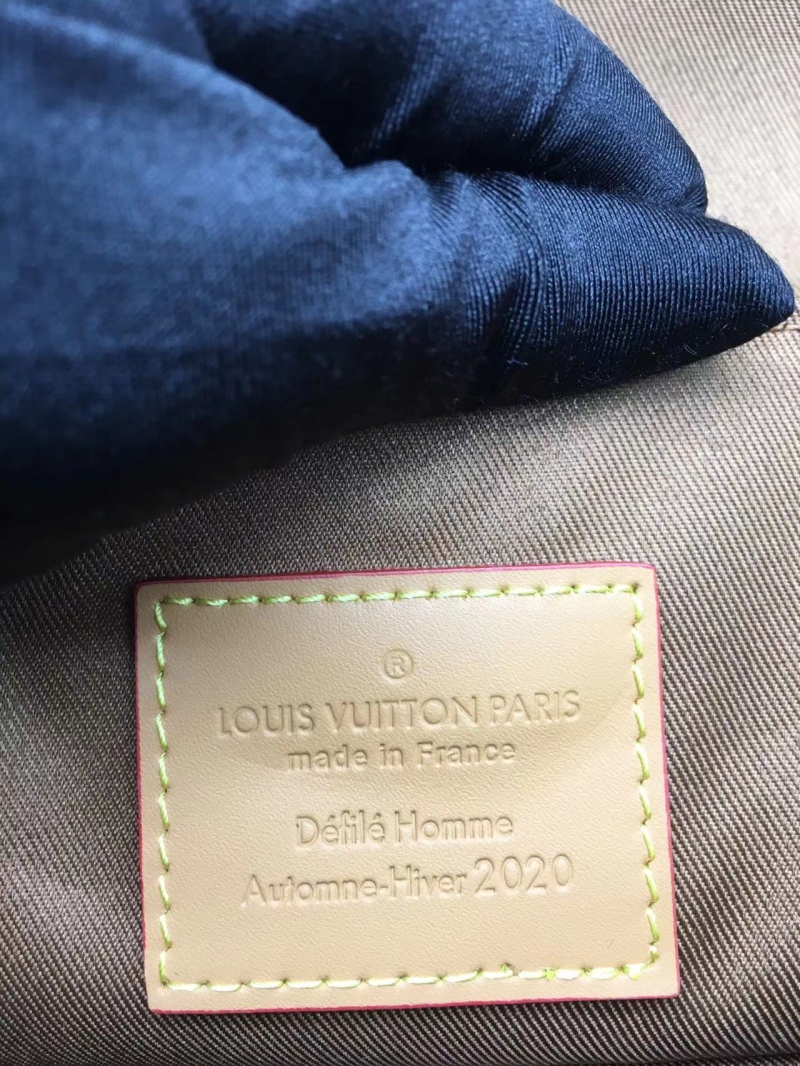 ®
LOUIS VUITTON PARIS
made in France
Défilé Homme
Automne-Hiver 2020